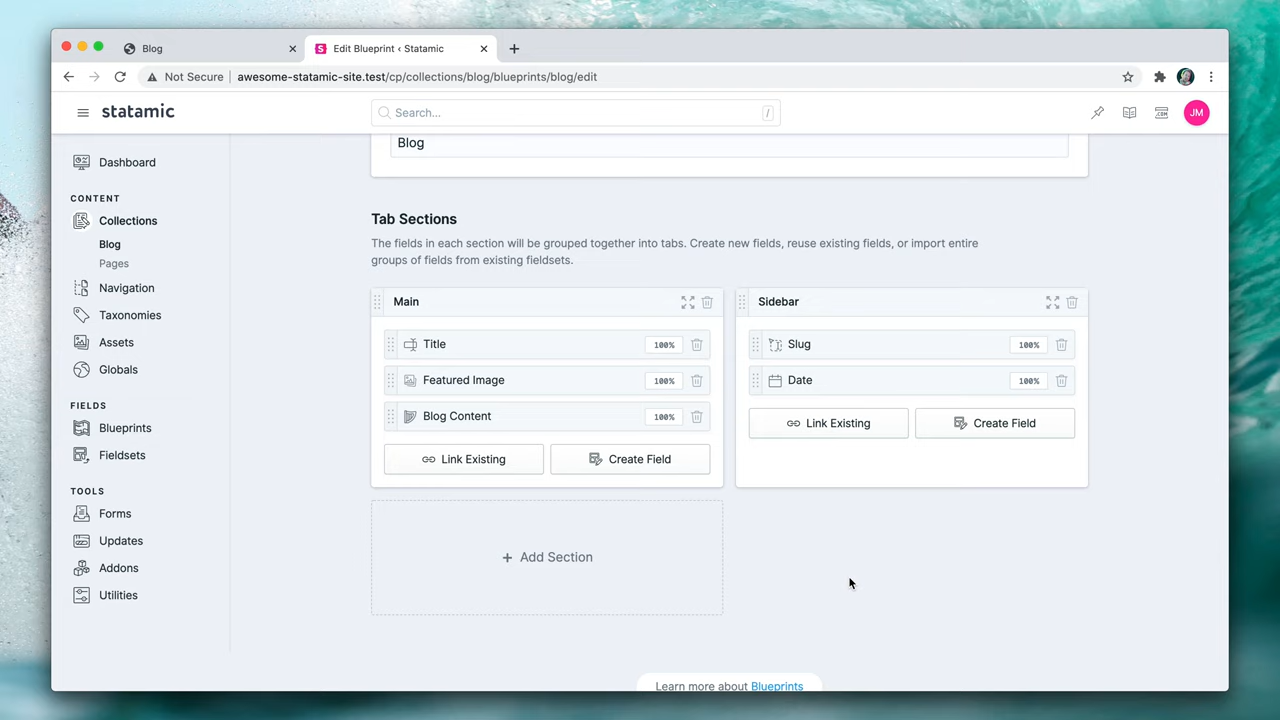 Blog
Edit Blueprint ‹ Statamic
Not Secure
awesome-statamic-site.test/cp/collections/blog/blueprints/blog/edit
statamic
Search...
/
.COM
JM
Dashboard
CONTENT
Collections
Blog
Pages
Navigation
Taxonomies
Assets
Globals
FIELDS
Blueprints
Fieldsets
TOOLS
Forms
Updates
Addons
Utilities
Blog
Tab Sections
The fields in each section will be grouped together into tabs. Create new fields, reuse existing fields, or import entire
groups of fields from existing fieldsets.
Main
Title 100%
Featured Image 100%
Blog Content 100%
Link Existing
Create Field
Sidebar
Slug 100%
Date 100%
Link Existing
Create Field
+ Add Section
Learn more about Blueprints